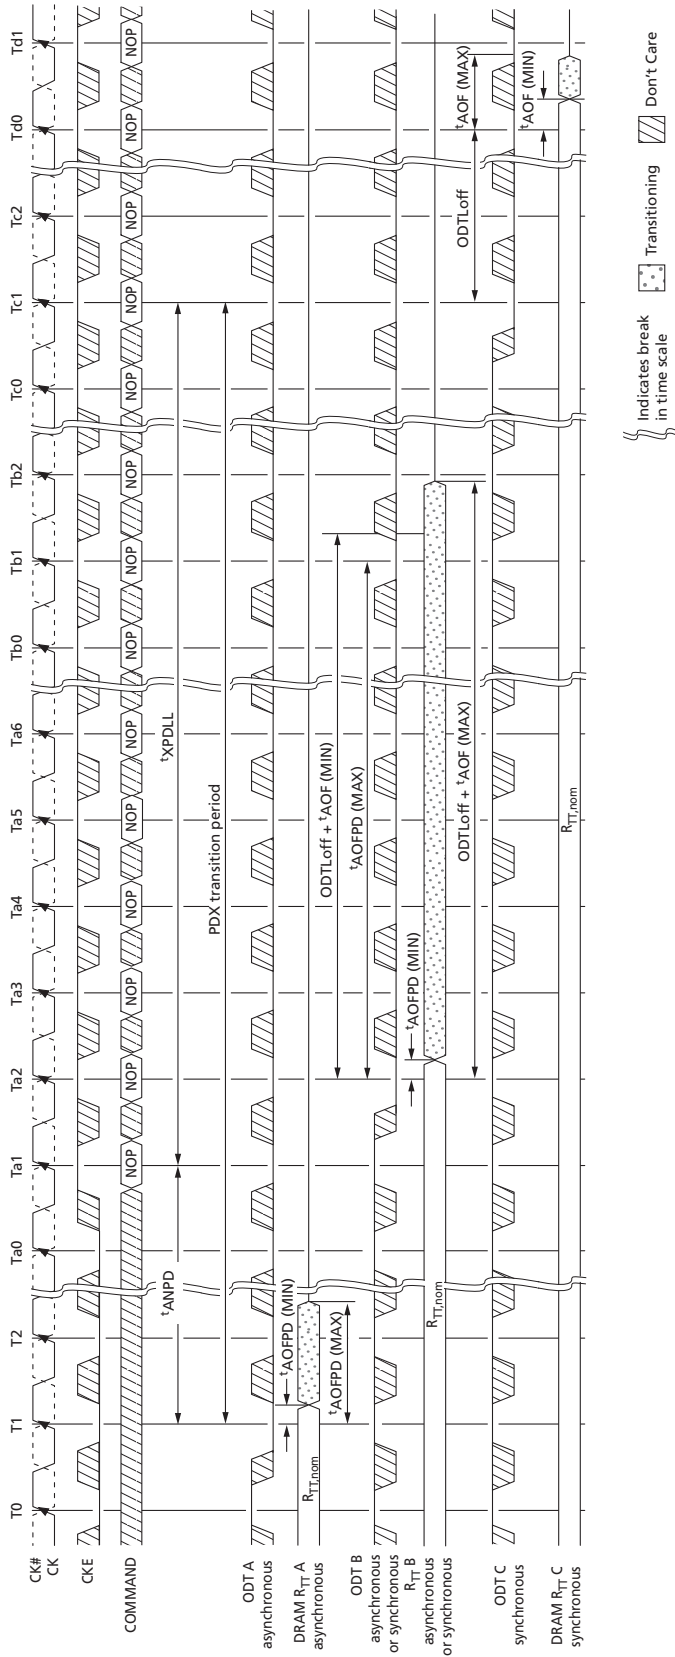 T0 T1 T2 Ta0 Ta1 Ta2 Ta3 Ta4 Ta5 Ta6 Tb0 Tb1 Tb2 Tc0 Tc1 Tc2 Td0 Td1
CK#
CK
CKE
COMMAND
NOP NOP NOP NOP NOP NOP NOP NOP NOP NOP NOP NOP NOP NOP
tANPD
tXPDLL
PDX transition period
ODT A
asynchronous
tAOFPD (MIN)
DRAM RTT A
asynchronous
RTT,nom
tAOFPD (MAX)
ODTLoff + tAOF (MIN)
tAOFPD (MAX)
ODT B
asynchronous
or synchronous
tAOFPD (MIN)
RTT B
asynchronous
or synchronous
RTT,nom
ODTLoff + tAOF (MAX)
ODTLoff
tAOF (MAX)
ODT C
synchronous
tAOF (MIN)
DRAM RTT C
synchronous
RTT,nom
Indicates break
in time scale
Transitioning
Don't Care